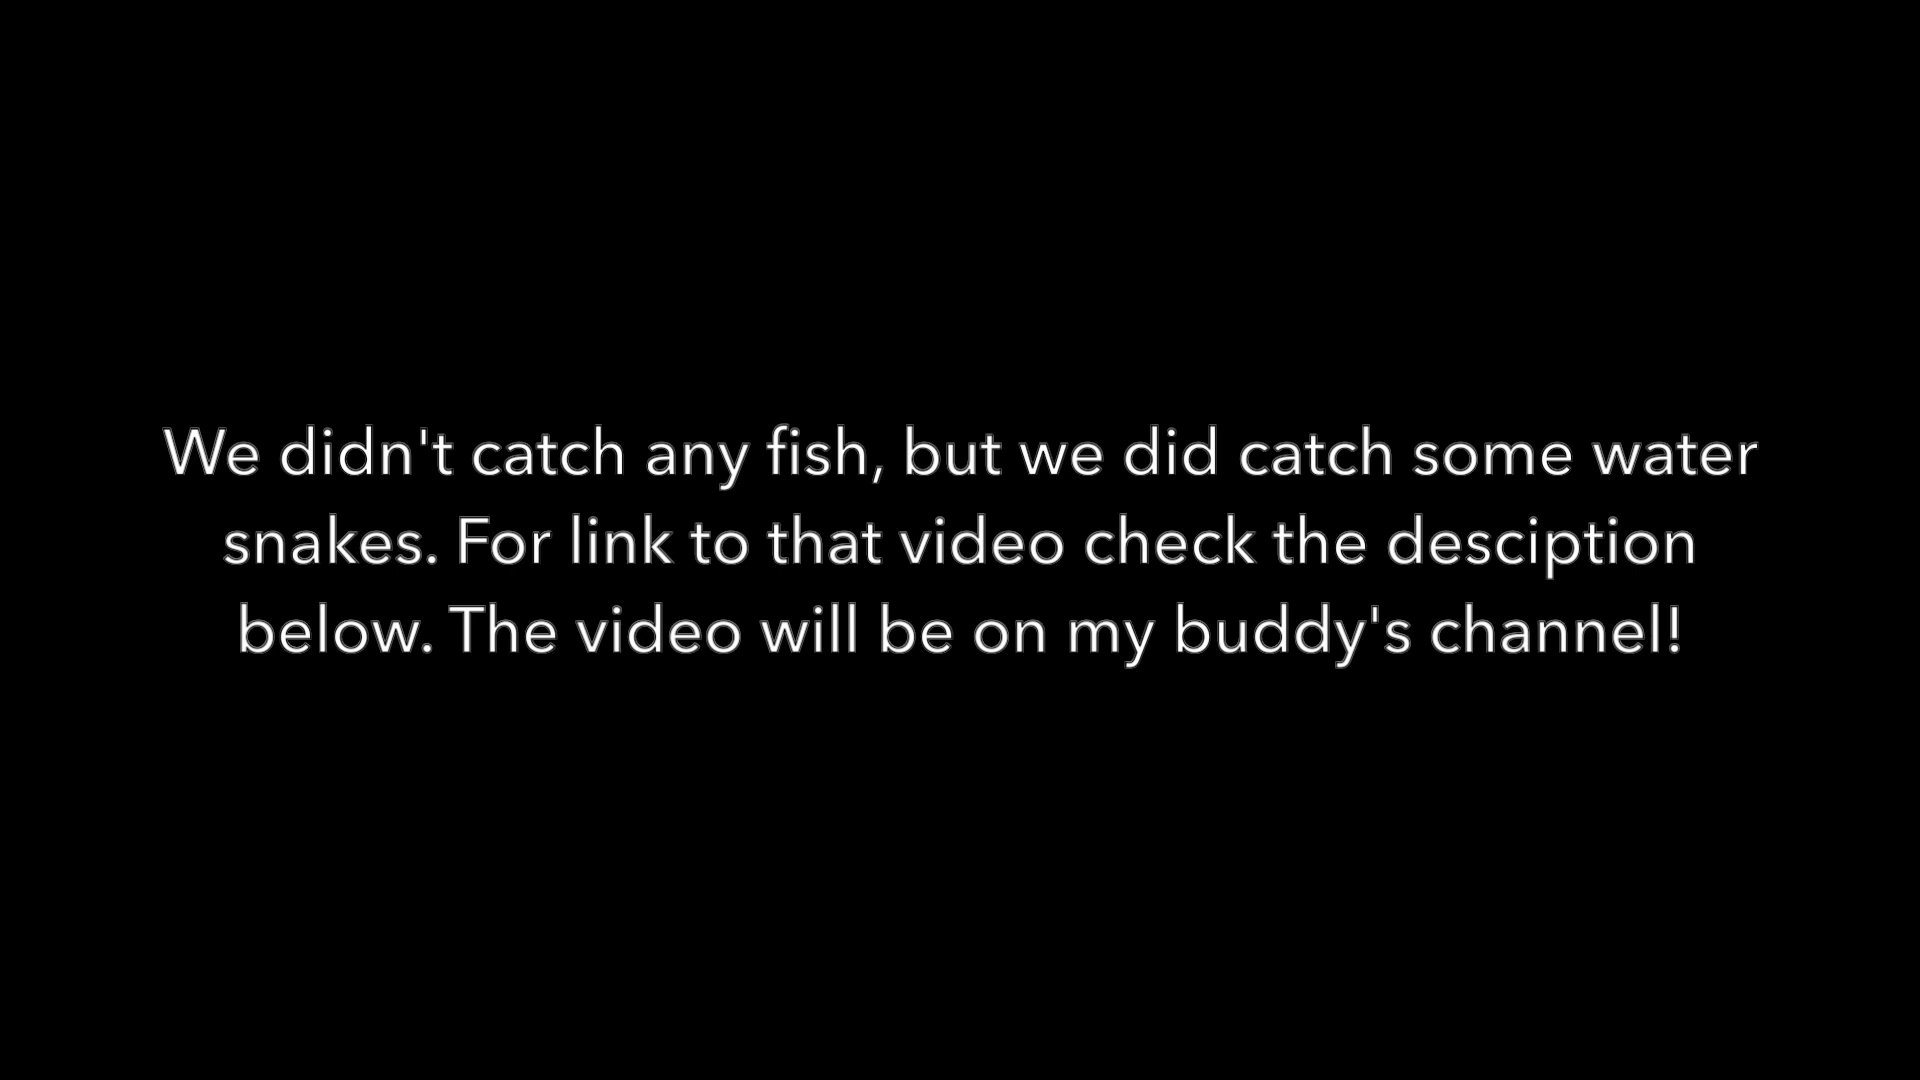 We didn't catch any fish, but we did catch some water
snakes. For link to that video check the desciption
below. The video will be on my buddy's channel!